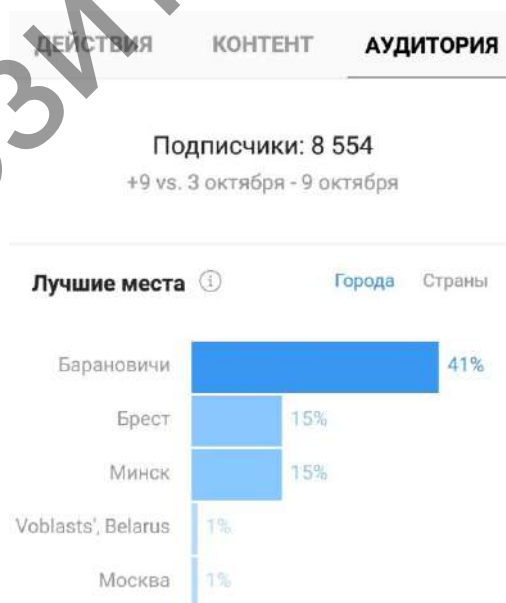 ДЕЙСТВИЯ КОНТЕНТ АУДИТОРИЯ
Подписчики: 8 554
+9 vs. 3 октября - 9 октября
Лучшие места Города Страны
Барановичи 41%
Брест 15%
Минск 15%
Voblasts', Belarus 1%
Москва 1%